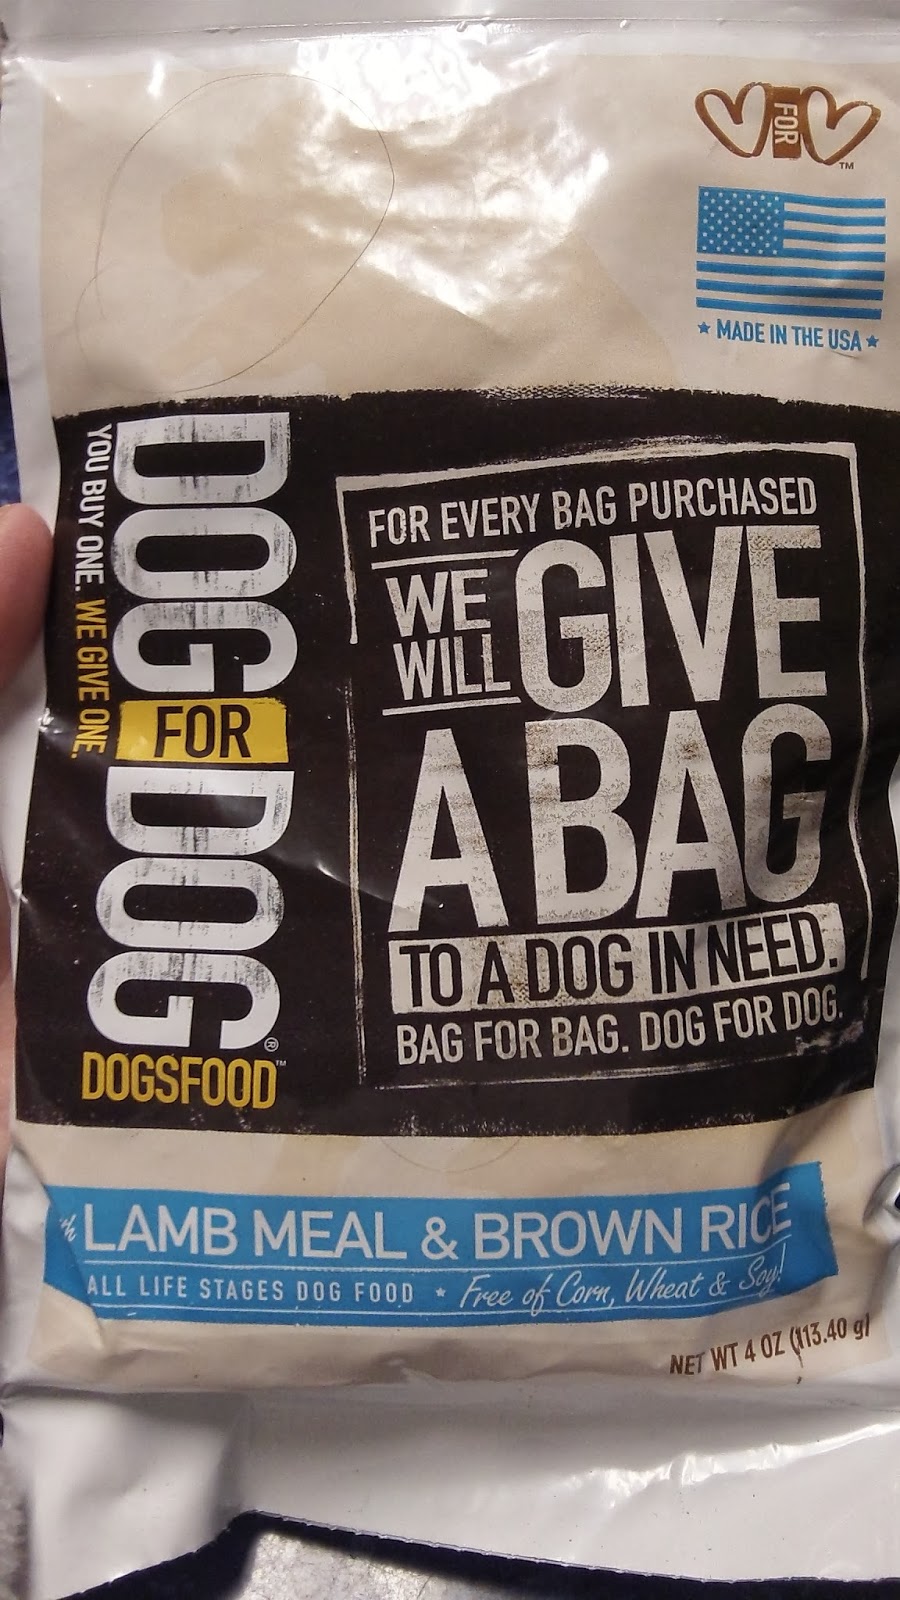 FOR
TM
★ MADE IN THE USA ★
DOG
FOR
DOG®
DOGSFOOD™
YOU BUY ONE. WE GIVE ONE.
FOR EVERY BAG PURCHASED
WE WILL GIVE
A BAG
TO A DOG IN NEED.
BAG FOR BAG. DOG FOR DOG.
LAMB MEAL & BROWN RICE
ALL LIFE STAGES DOG FOOD ★ Free of Corn, Wheat & Soy!
NET WT 4 OZ (113.40 g)